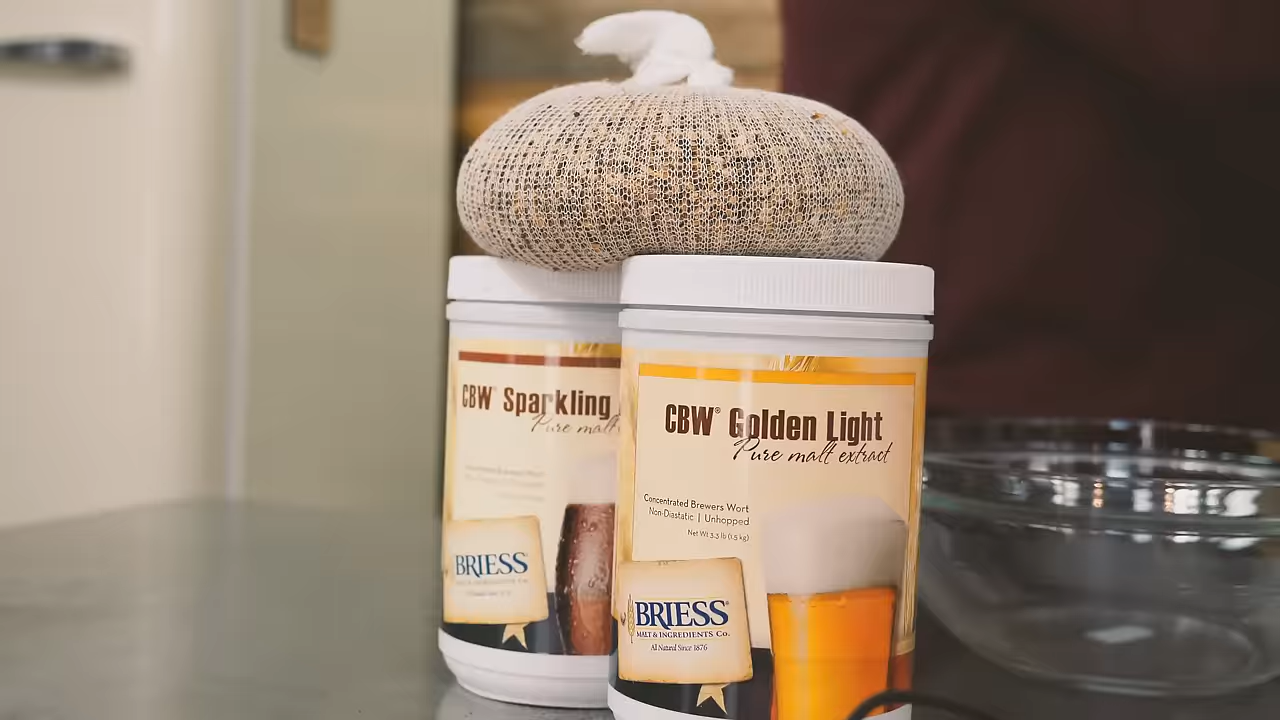 CBW® Sparkling
Pure malt
BRIESS®
CBW® Golden Light
Pure malt extract
Concentrated Brewers Wort
Non-Diastatic | Unhopped
Net Wt 3.3 lb (1.5 kg)
BRIESS®
MALT & INGREDIENTS Co.
All Natural Since 1876